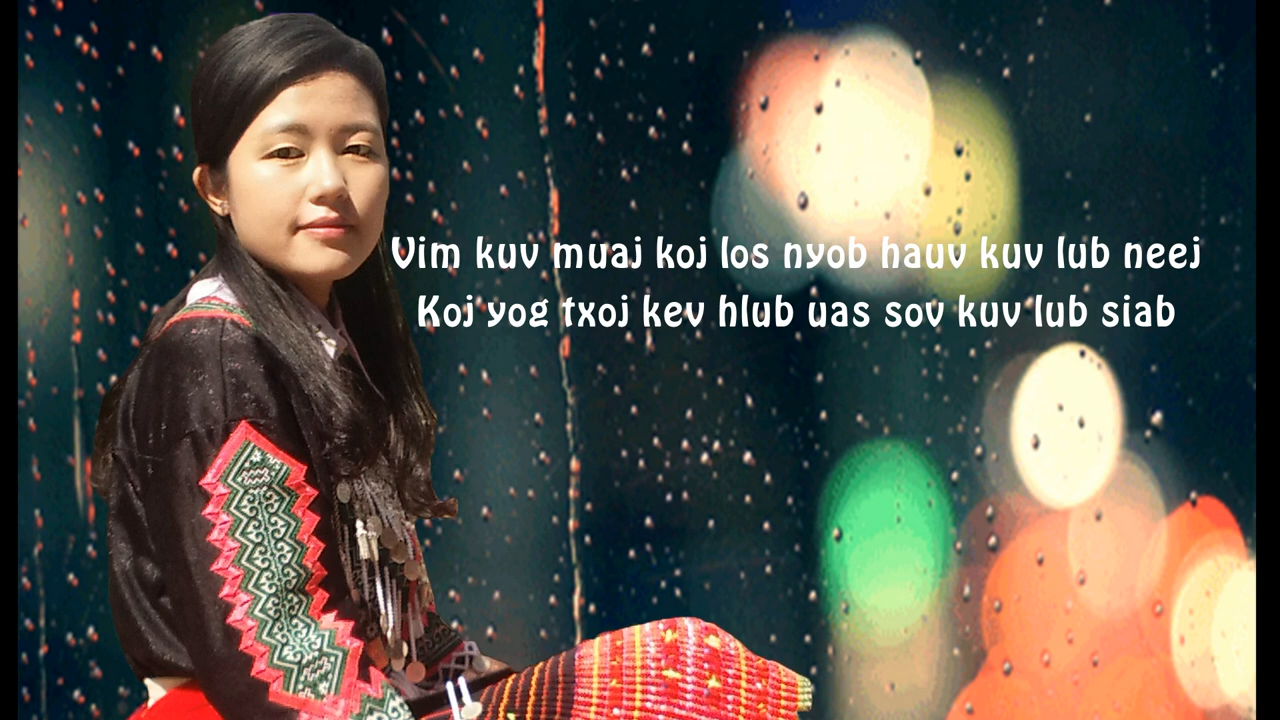 Vim kuv muaj koj los nyob hauv kuv lub neej
Koj yog txoj kev hlub uas sov kuv lub siab